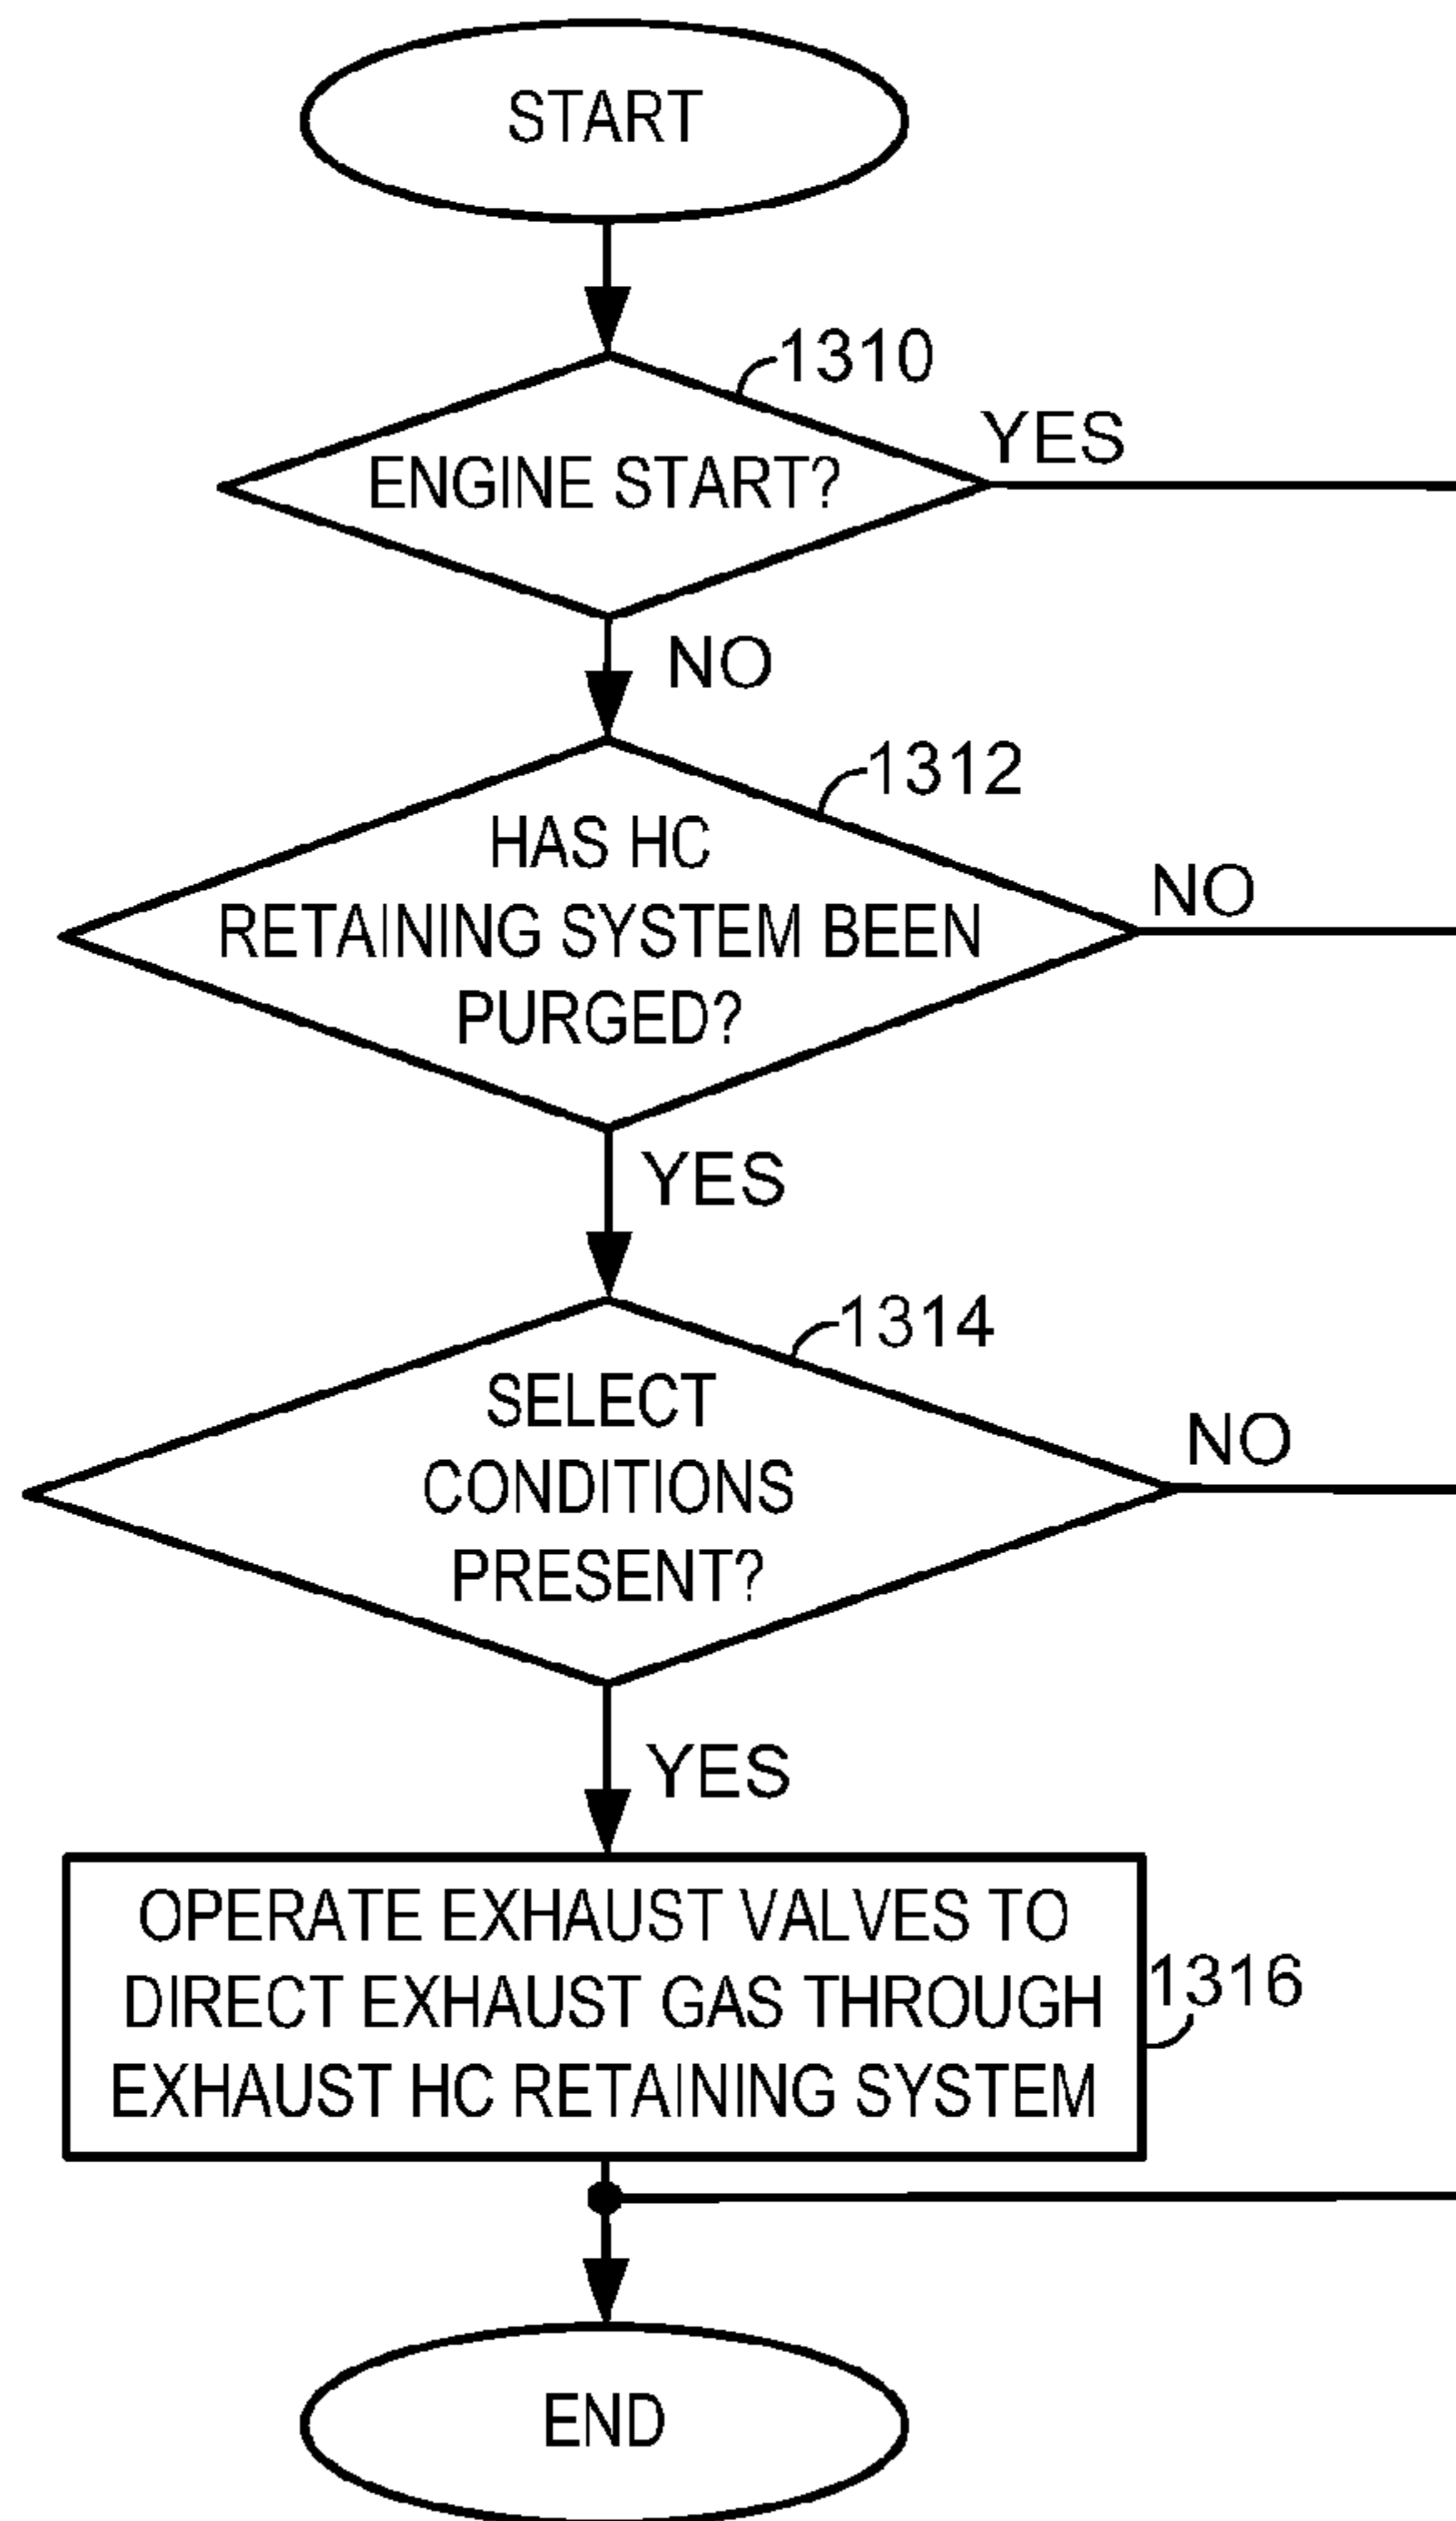 START
1310
ENGINE START?
YES
NO
1312
HAS HC
RETAINING SYSTEM BEEN
PURGED?
NO
YES
1314
SELECT
CONDITIONS
PRESENT?
NO
YES
OPERATE EXHAUST VALVES TO
DIRECT EXHAUST GAS THROUGH
EXHAUST HC RETAINING SYSTEM
1316
END